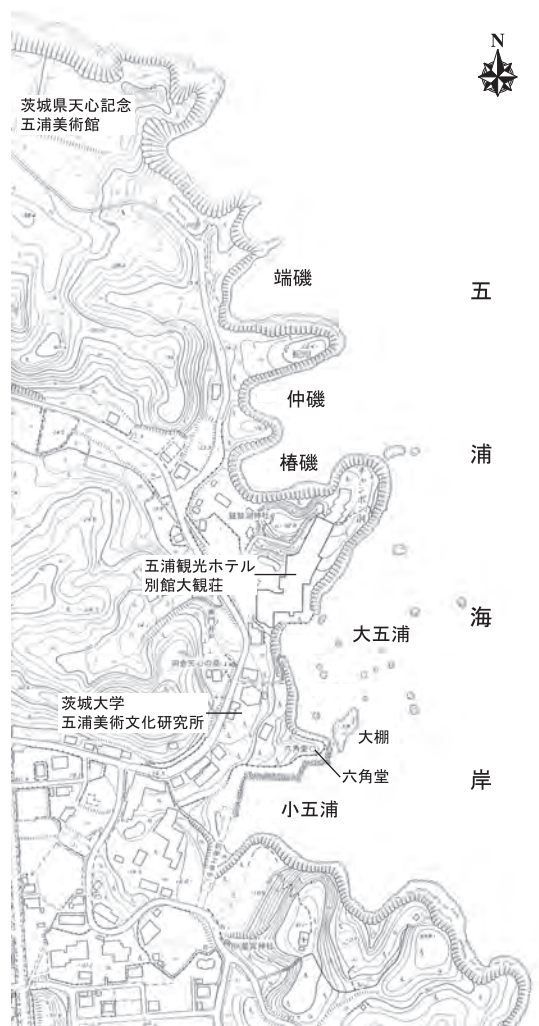 N
茨城県天心記念
五浦美術館
端磯
仲磯
椿磯
五浦海岸
五浦観光ホテル
別館大観荘
大五浦
茨城大学
五浦美術文化研究所
大棚
六角堂
小五浦